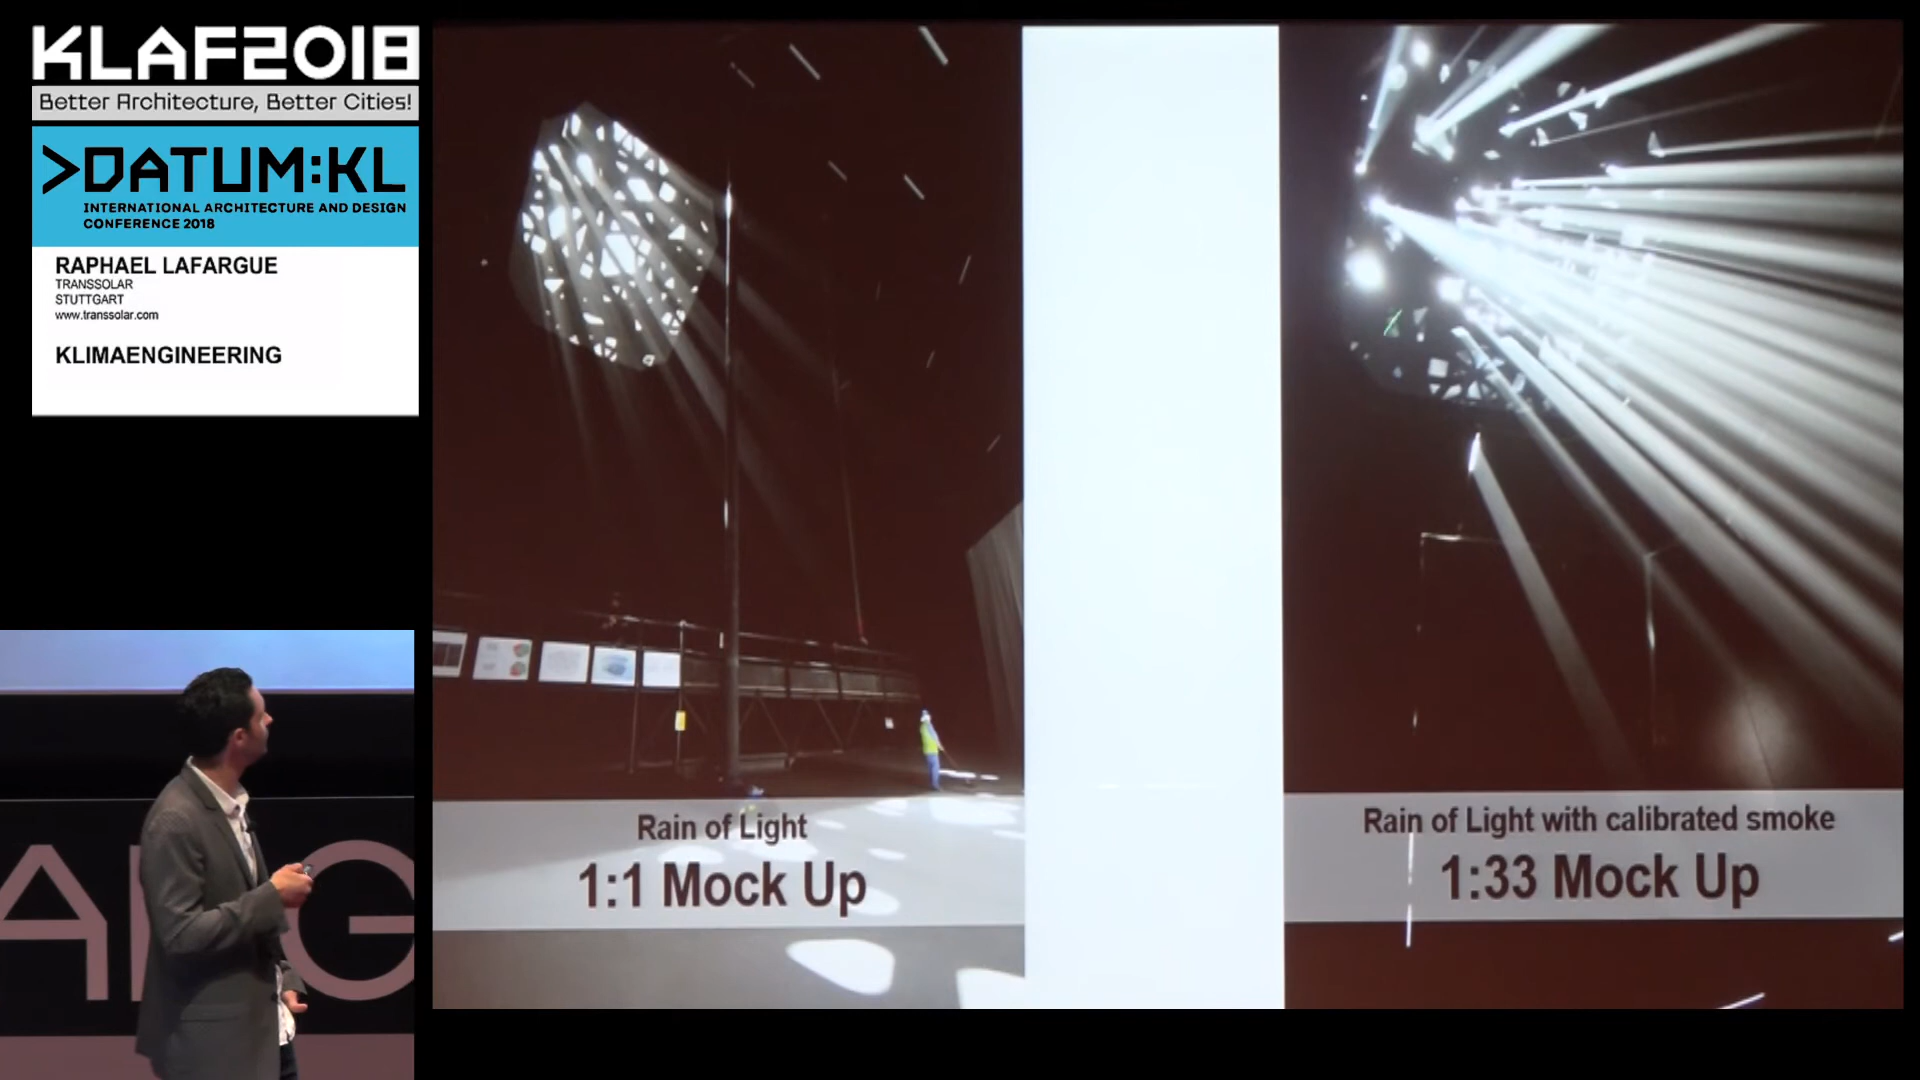 KLAF2018
Better Architecture, Better Cities!
>DATUM:KL
INTERNATIONAL ARCHITECTURE AND DESIGN
CONFERENCE 2018
RAPHAEL LAFARGUE
TRANSSOLAR
STUTTGART
www.transsolar.com
KLIMAENGINEERING
Rain of Light
1:1 Mock Up
Rain of Light with calibrated smoke
1:33 Mock Up